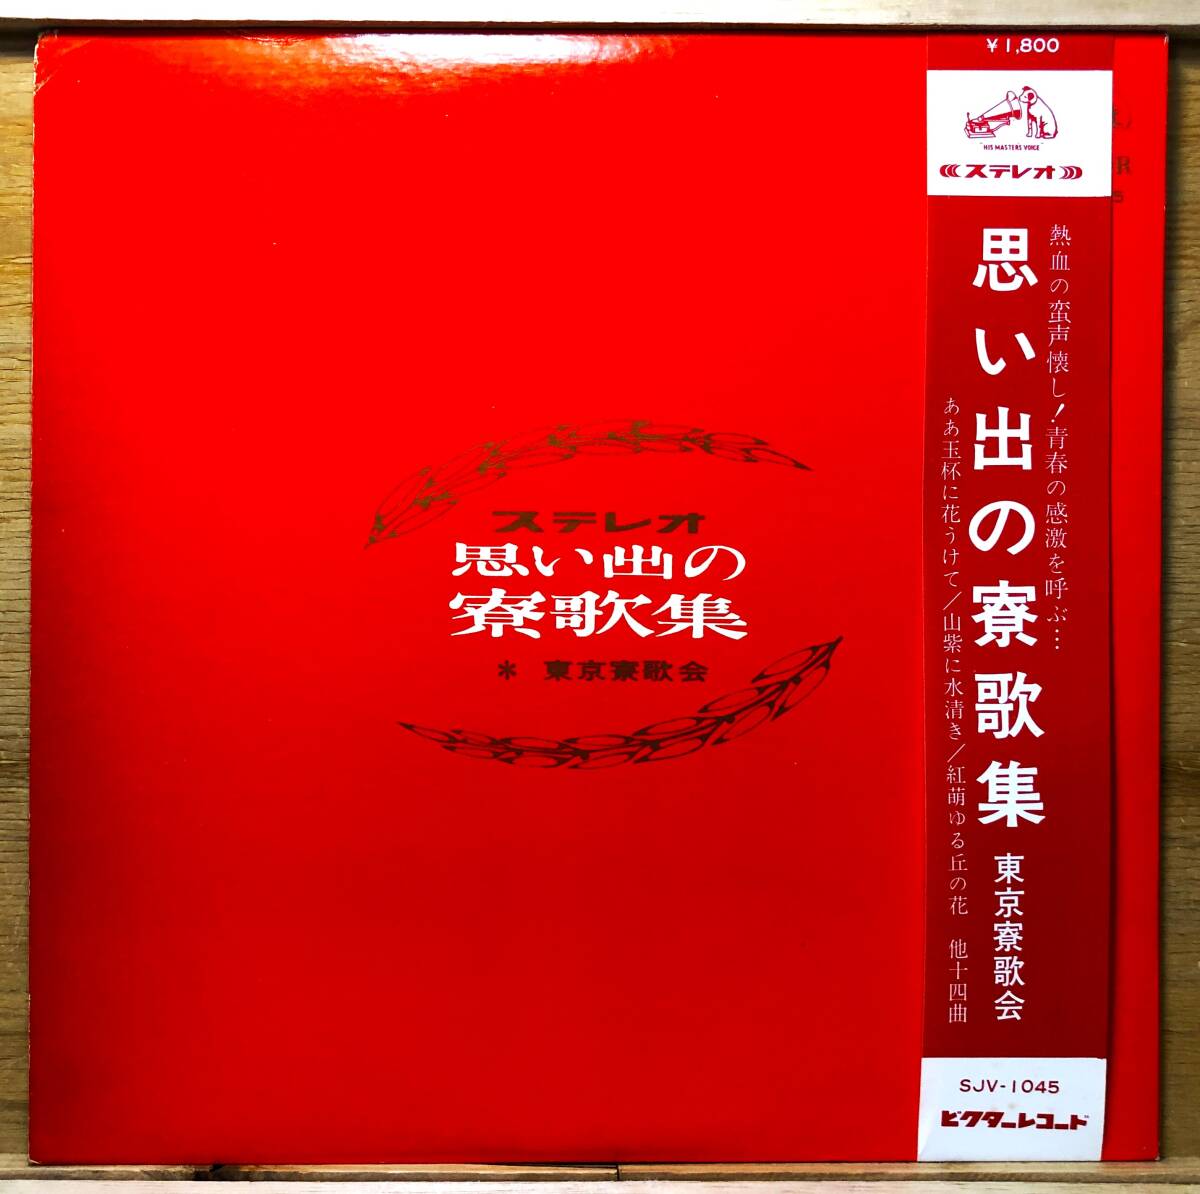 ステレオ
思い出の
寮歌集
＊ 東京寮歌会
￥1,800
"HIS MASTERS VOICE"
ステレオ
熱血の蛮声懐し！青春の感激を呼ぶ…
思い出の寮歌集 東京寮歌会
ああ玉杯に花うけて／山紫に水清き／紅萌ゆる丘の花 他十四曲
SJV-1045
ビクターレコード
R
5